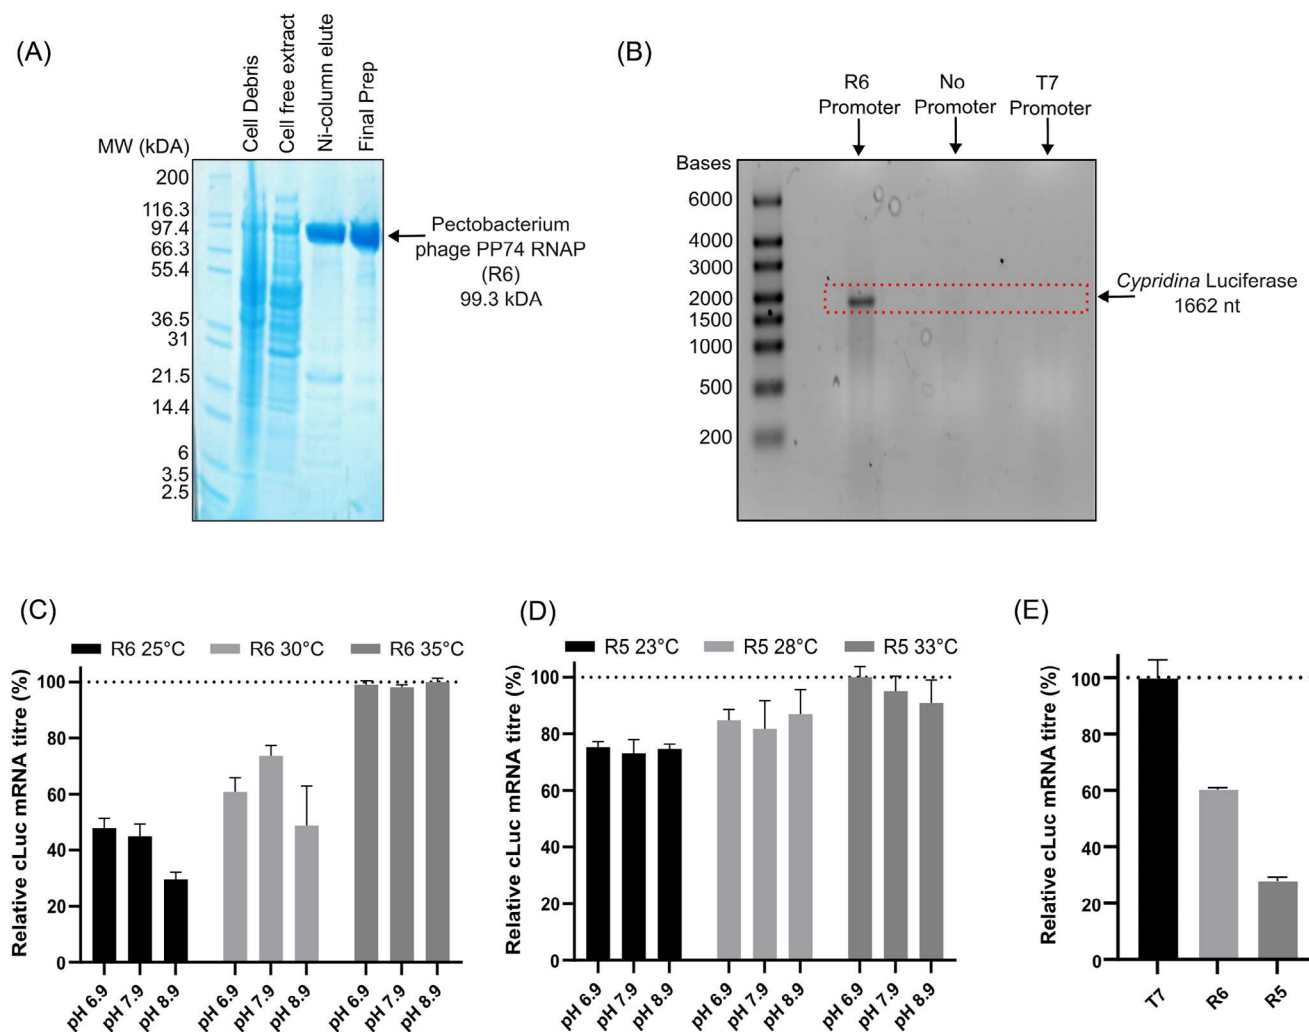 (A)
Cell Debris
Cell free extract
Ni-column elute
Final Prep
MW (kDA)
200
116.3
97.4
66.3
55.4
36.5
31
21.5
14.4
6
3.5
2.5
Pectobacterium
phage PP74 RNAP
(R6)
99.3 kDA
(B)
R6
Promoter
No
Promoter
T7
Promoter
Bases
6000
4000
3000
2000
1500
1000
500
200
Cypridina Luciferase
1662 nt
(C)
R6 25°C R6 30°C R6 35°C
Relative cLuc mRNA titre (%)
100
80
60
40
20
0
pH 6.9 pH 7.9 pH 8.9 pH 6.9 pH 7.9 pH 8.9 pH 6.9 pH 7.9 pH 8.9
(D)
R5 23°C R5 28°C R5 33°C
Relative cLuc mRNA titre (%)
100
80
60
40
20
0
pH 6.9 pH 7.9 pH 8.9 pH 6.9 pH 7.9 pH 8.9 pH 6.9 pH 7.9 pH 8.9
(E)
Relative cLuc mRNA titre (%)
100
80
60
40
20
0
T7 R6 R5